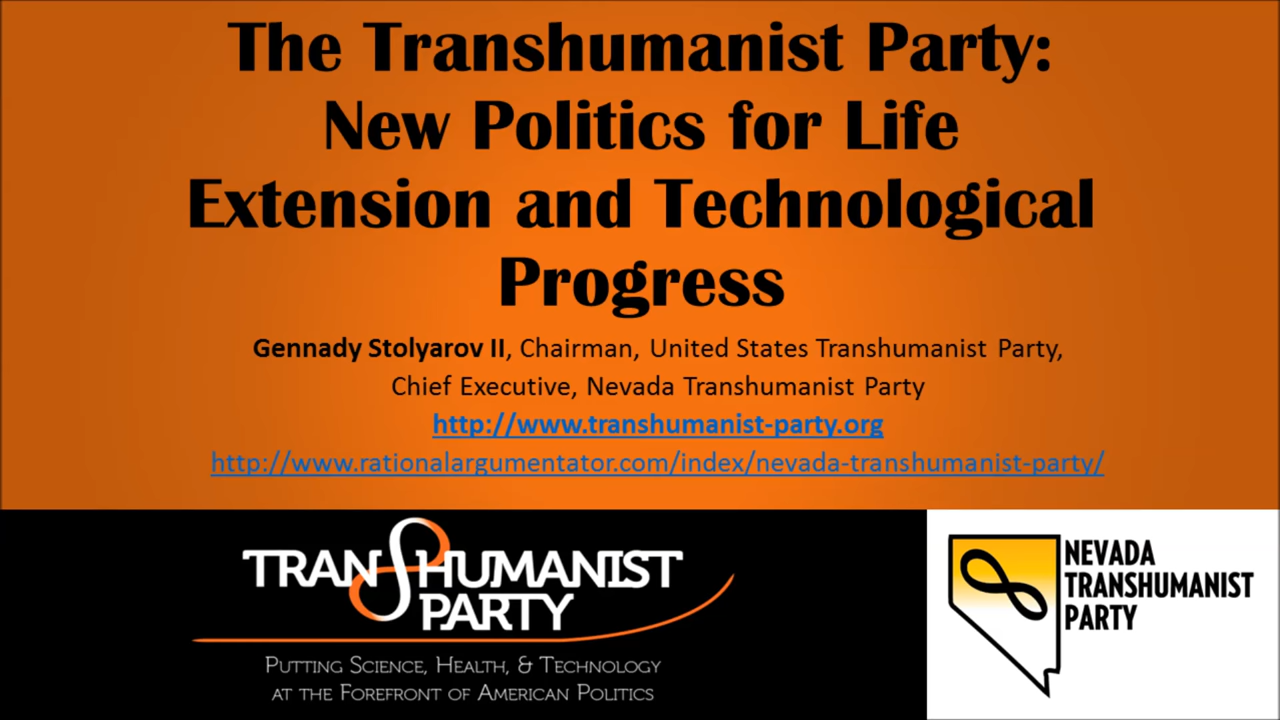 The Transhumanist Party:
New Politics for Life
Extension and Technological
Progress
Gennady Stolyarov II, Chairman, United States Transhumanist Party,
Chief Executive, Nevada Transhumanist Party
http://www.transhumanist-party.org
http://www.rationalargumentator.com/index/nevada-transhumanist-party/
TRANSHUMANIST
PARTY
PUTTING SCIENCE, HEALTH, & TECHNOLOGY
AT THE FOREFRONT OF AMERICAN POLITICS
NEVADA
TRANSHUMANIST
PARTY